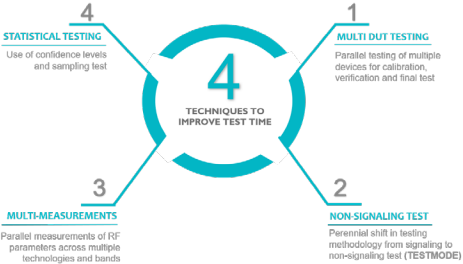 4
TECHNIQUES TO
IMPROVE TEST TIME
1
MULTI DUT TESTING
Parallel testing of multiple
devices for calibration,
verification and final test
2
NON-SIGNALING TEST
Perennial shift in testing
methodology from signaling to
non-signaling test (TESTMODE)
3
MULTI-MEASUREMENTS
Parallel measurements of RF
parameters across multiple
technologies and bands
4
STATISTICAL TESTING
Use of confidence levels
and sampling test